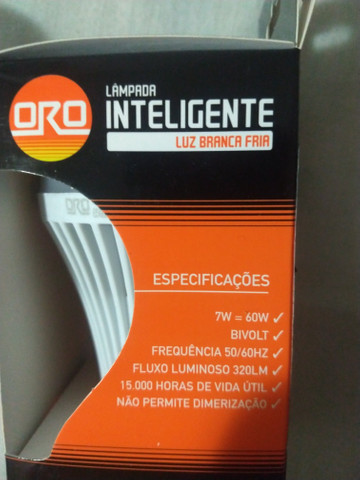 ORO
LÂMPADA
INTELIGENTE
LUZ BRANCA FRIA
ORO
ESPECIFICAÇÕES
7W = 60W ✓
BIVOLT ✓
FREQUÊNCIA 50/60HZ ✓
FLUXO LUMINOSO 320LM ✓
15.000 HORAS DE VIDA ÚTIL ✓
NÃO PERMITE DIMERIZAÇÃO ✓